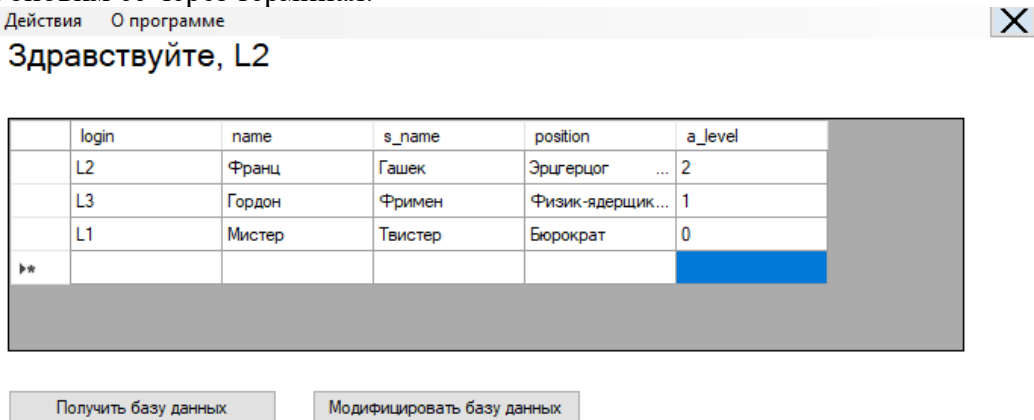 Действия О программе
Здравствуйте, L2
login name s_name position a_level
L2 Франц Гашек Эрцгерцог ... 2
L3 Гордон Фримен Физик-ядерщик... 1
L1 Мистер Твистер Бюрократ 0
Получить базу данных Модифицировать базу данных